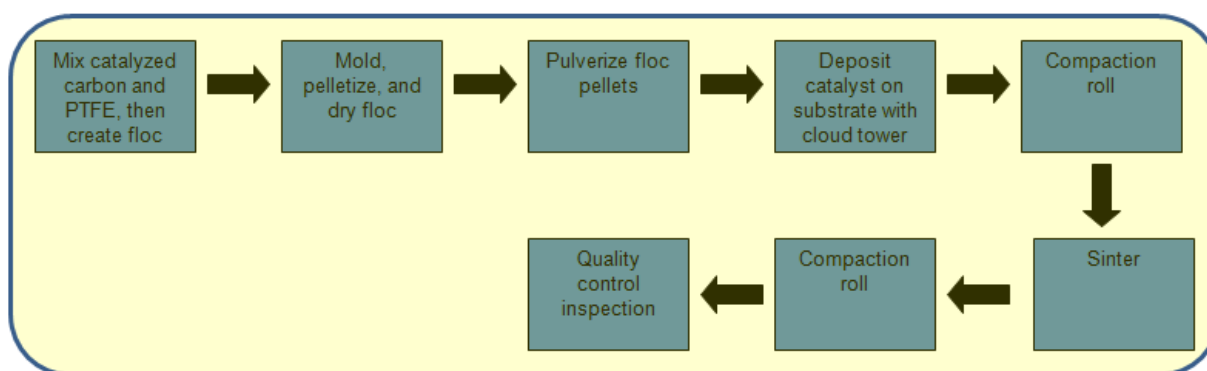 Mix catalyzed
carbon and
PTFE, then
create floc
Mold,
pelletize, and
dry floc
Pulverize floc
pellets
Deposit
catalyst on
substrate with
cloud tower
Compaction
roll
Sinter
Compaction
roll
Quality
control
inspection